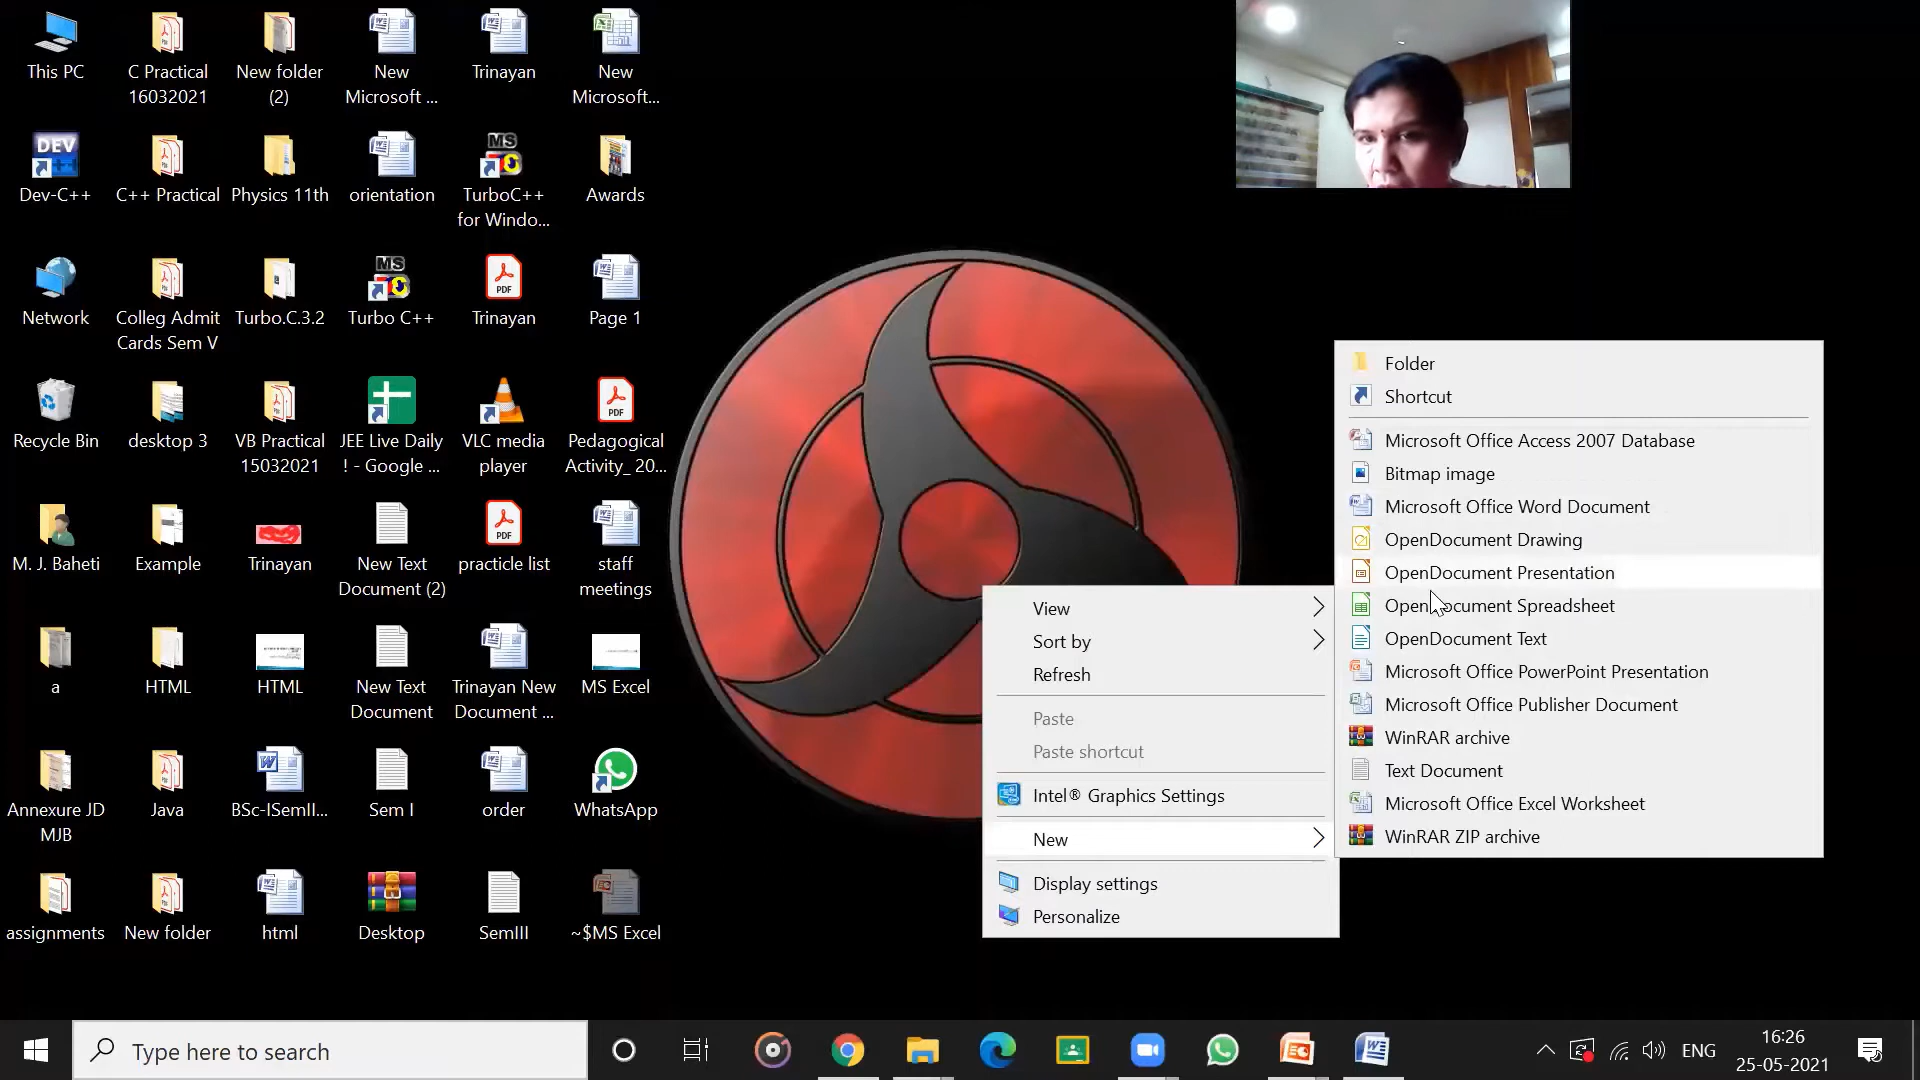 This PC
C Practical
16032021
New folder
(2)
New
Microsoft ...
Trinayan
New
Microsoft...
DEV
Dev-C++
C++ Practical
Physics 11th
orientation
MS
TurboC++
for Windo...
Awards
Network
Colleg Admit
Cards Sem V
Turbo.C.3.2
MS
Turbo C++
PDF
Trinayan
Page 1
Recycle Bin
desktop 3
VB Practical
15032021
JEE Live Daily
! - Google ...
VLC media
player
PDF
Pedagogical
Activity_ 20...
M. J. Baheti
Example
Trinayan
New Text
Document (2)
PDF
practicle list
staff
meetings
a
HTML
HTML
New Text
Document
Trinayan New
Document ...
MS Excel
Annexure JD
MJB
Java
BSc-ISemII...
Sem I
order
WhatsApp
assignments
New folder
html
Desktop
SemIII
~$MS Excel
View
Sort by
Refresh
Paste
Paste shortcut
Intel® Graphics Settings
New
Display settings
Personalize
Folder
Shortcut
Microsoft Office Access 2007 Database
Bitmap image
Microsoft Office Word Document
OpenDocument Drawing
OpenDocument Presentation
OpenDocument Spreadsheet
OpenDocument Text
Microsoft Office PowerPoint Presentation
Microsoft Office Publisher Document
WinRAR archive
Text Document
Microsoft Office Excel Worksheet
WinRAR ZIP archive
Type here to search
ENG
16:26
25-05-2021